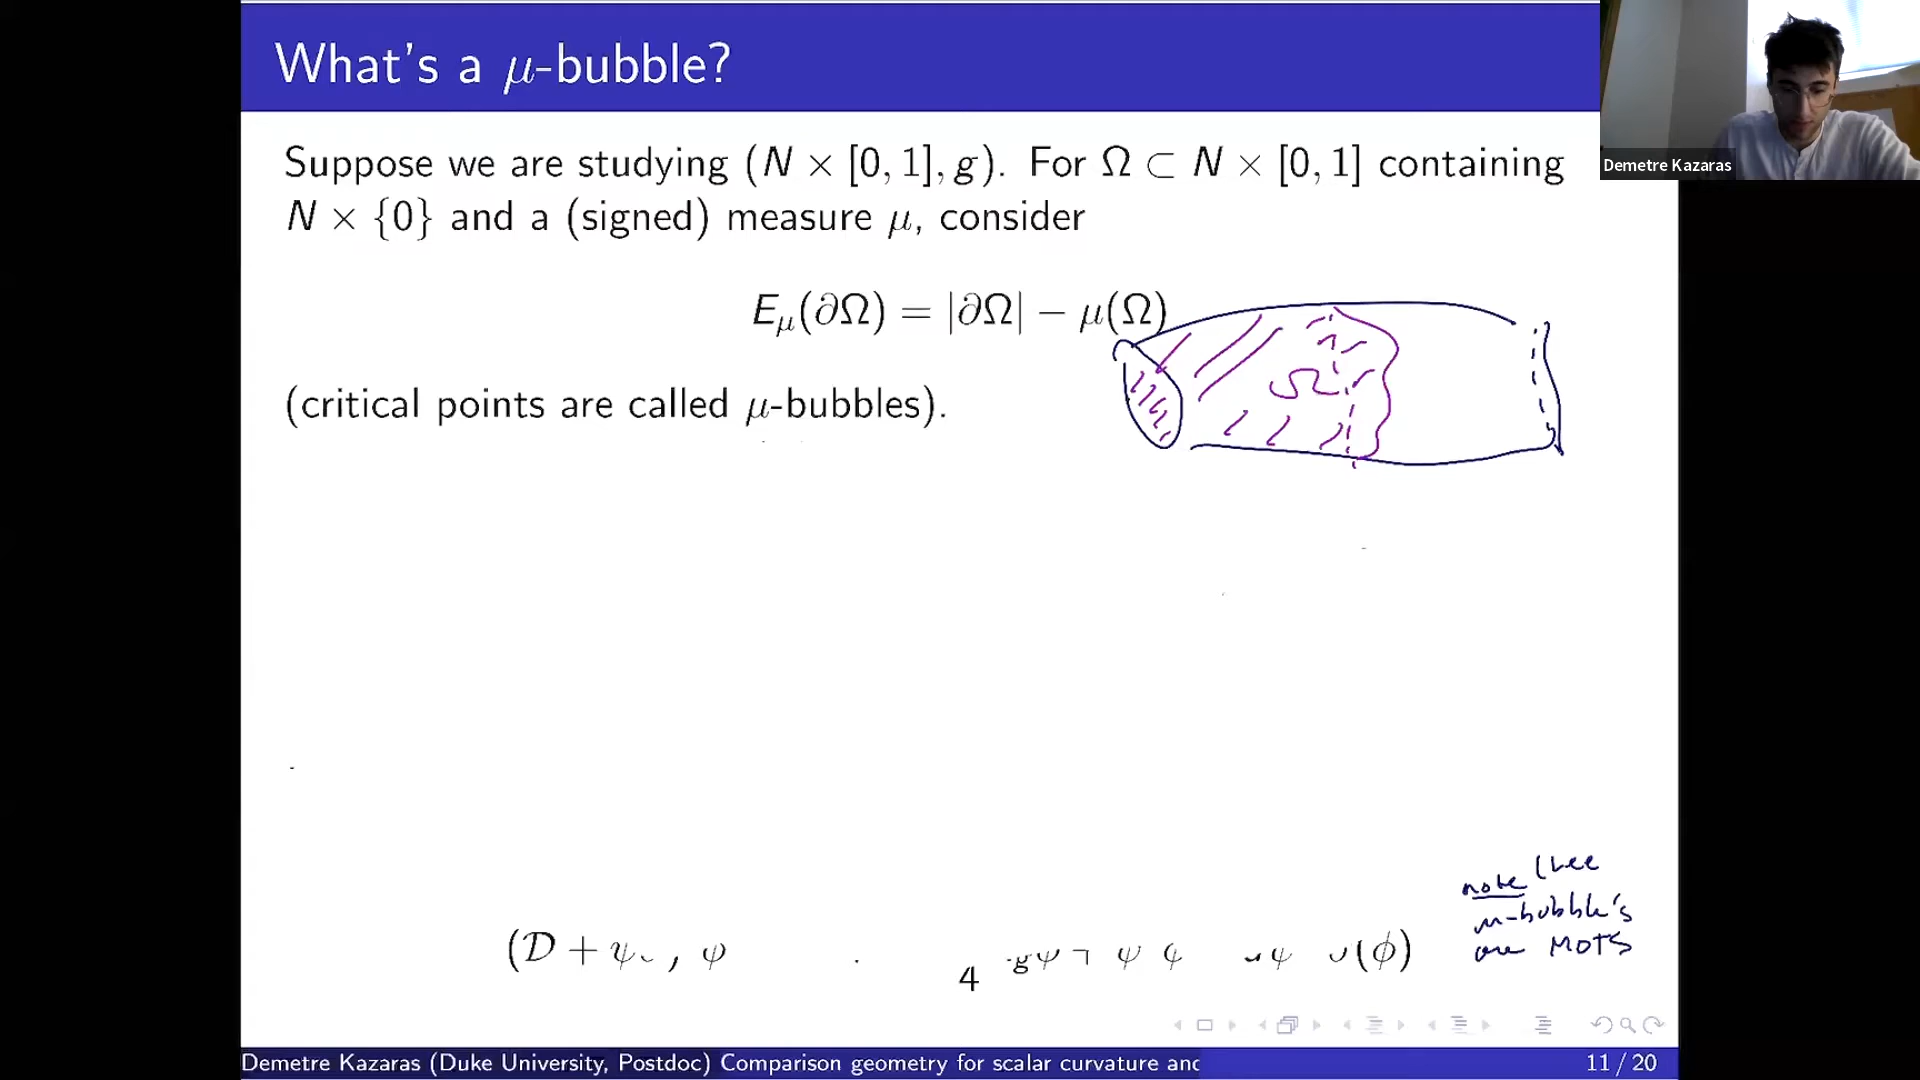 What's a μ-bubble?
Demetre Kazaras
Suppose we are studying (N × [0, 1], g). For Ω ⊂ N × [0, 1] containing
N × {0} and a (signed) measure μ, consider
E_μ(∂Ω) = |∂Ω| − μ(Ω)
Ω
(critical points are called μ-bubbles).
note
μ-bubble's
are MOTS
(D + ψ
4
(ϕ)
Demetre Kazaras (Duke University, Postdoc) Comparison geometry for scalar curvature and
11 / 20